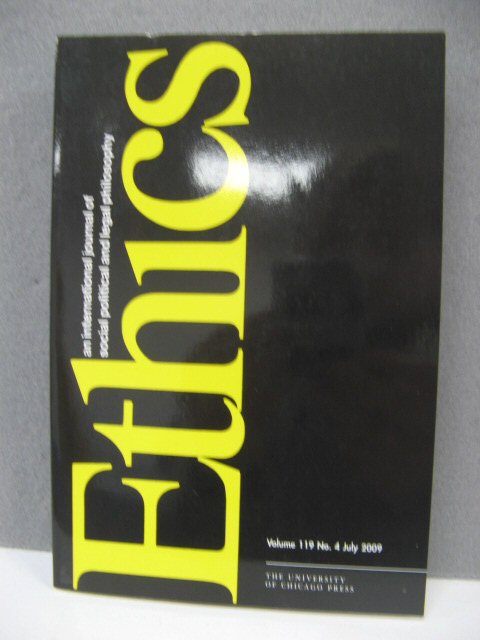 an international journal of
social political and legal philosophy
Ethics
Volume 119 No. 4 July 2009
THE UNIVERSITY
OF CHICAGO PRESS